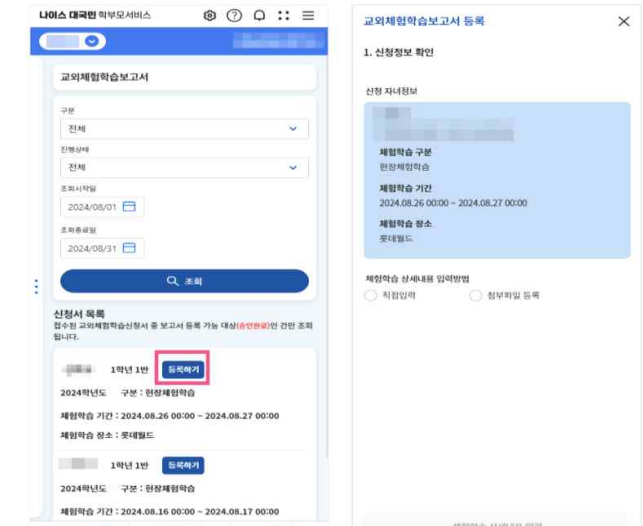 나이스 대국민 학부모서비스
교외체험학습보고서
구분
전체
진행상태
전체
조회시작일
2024/08/01
조회종료일
2024/08/31
조회
신청서 목록
접수된 교외체험학습신청서 중 보고서 등록 가능 대상(승인완료)인 건만 조회
됩니다.
1학년 1반 등록하기
2024학년도 구분 : 현장체험학습
체험학습 기간 : 2024.08.26 00:00 ~ 2024.08.27 00:00
체험학습 장소 : 롯데월드
1학년 1반 등록하기
2024학년도 구분 : 현장체험학습
체험학습 기간 : 2024.08.16 00:00 ~ 2024.08.17 00:00
교외체험학습보고서 등록
1. 신청정보 확인
신청 자녀정보
체험학습 구분
현장체험학습
체험학습 기간
2024.08.26 00:00 ~ 2024.08.27 00:00
체험학습 장소
롯데월드
체험학습 상세내용 입력방법
직접입력 첨부파일 등록